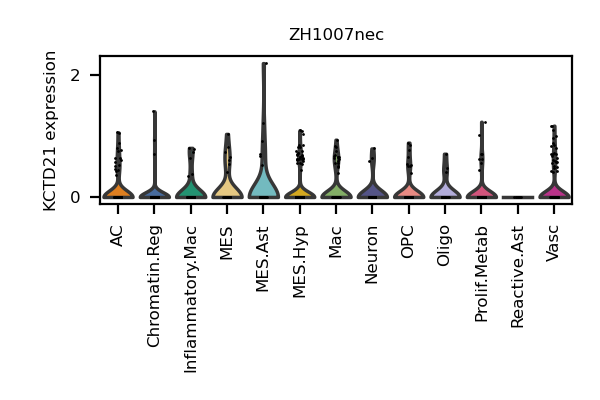 ZH1007nec
KCTD21 expression
2
0
AC
Chromatin.Reg
Inflammatory.Mac
MES
MES.Ast
MES.Hyp
Mac
Neuron
OPC
Oligo
Prolif.Metab
Reactive.Ast
Vasc